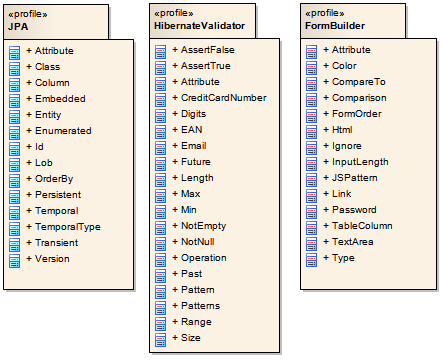 «profile»
JPA
+ Attribute
+ Class
+ Column
+ Embedded
+ Entity
+ Enumerated
+ Id
+ Lob
+ OrderBy
+ Persistent
+ Temporal
+ TemporalType
+ Transient
+ Version
«profile»
HibernateValidator
+ AssertFalse
+ AssertTrue
+ Attribute
+ CreditCardNumber
+ Digits
+ EAN
+ Email
+ Future
+ Length
+ Max
+ Min
+ NotEmpty
+ NotNull
+ Operation
+ Past
+ Pattern
+ Patterns
+ Range
+ Size
«profile»
FormBuilder
+ Attribute
+ Color
+ CompareTo
+ Comparison
+ FormOrder
+ Html
+ Ignore
+ InputLength
+ JSPattern
+ Link
+ Password
+ TableColumn
+ TextArea
+ Type